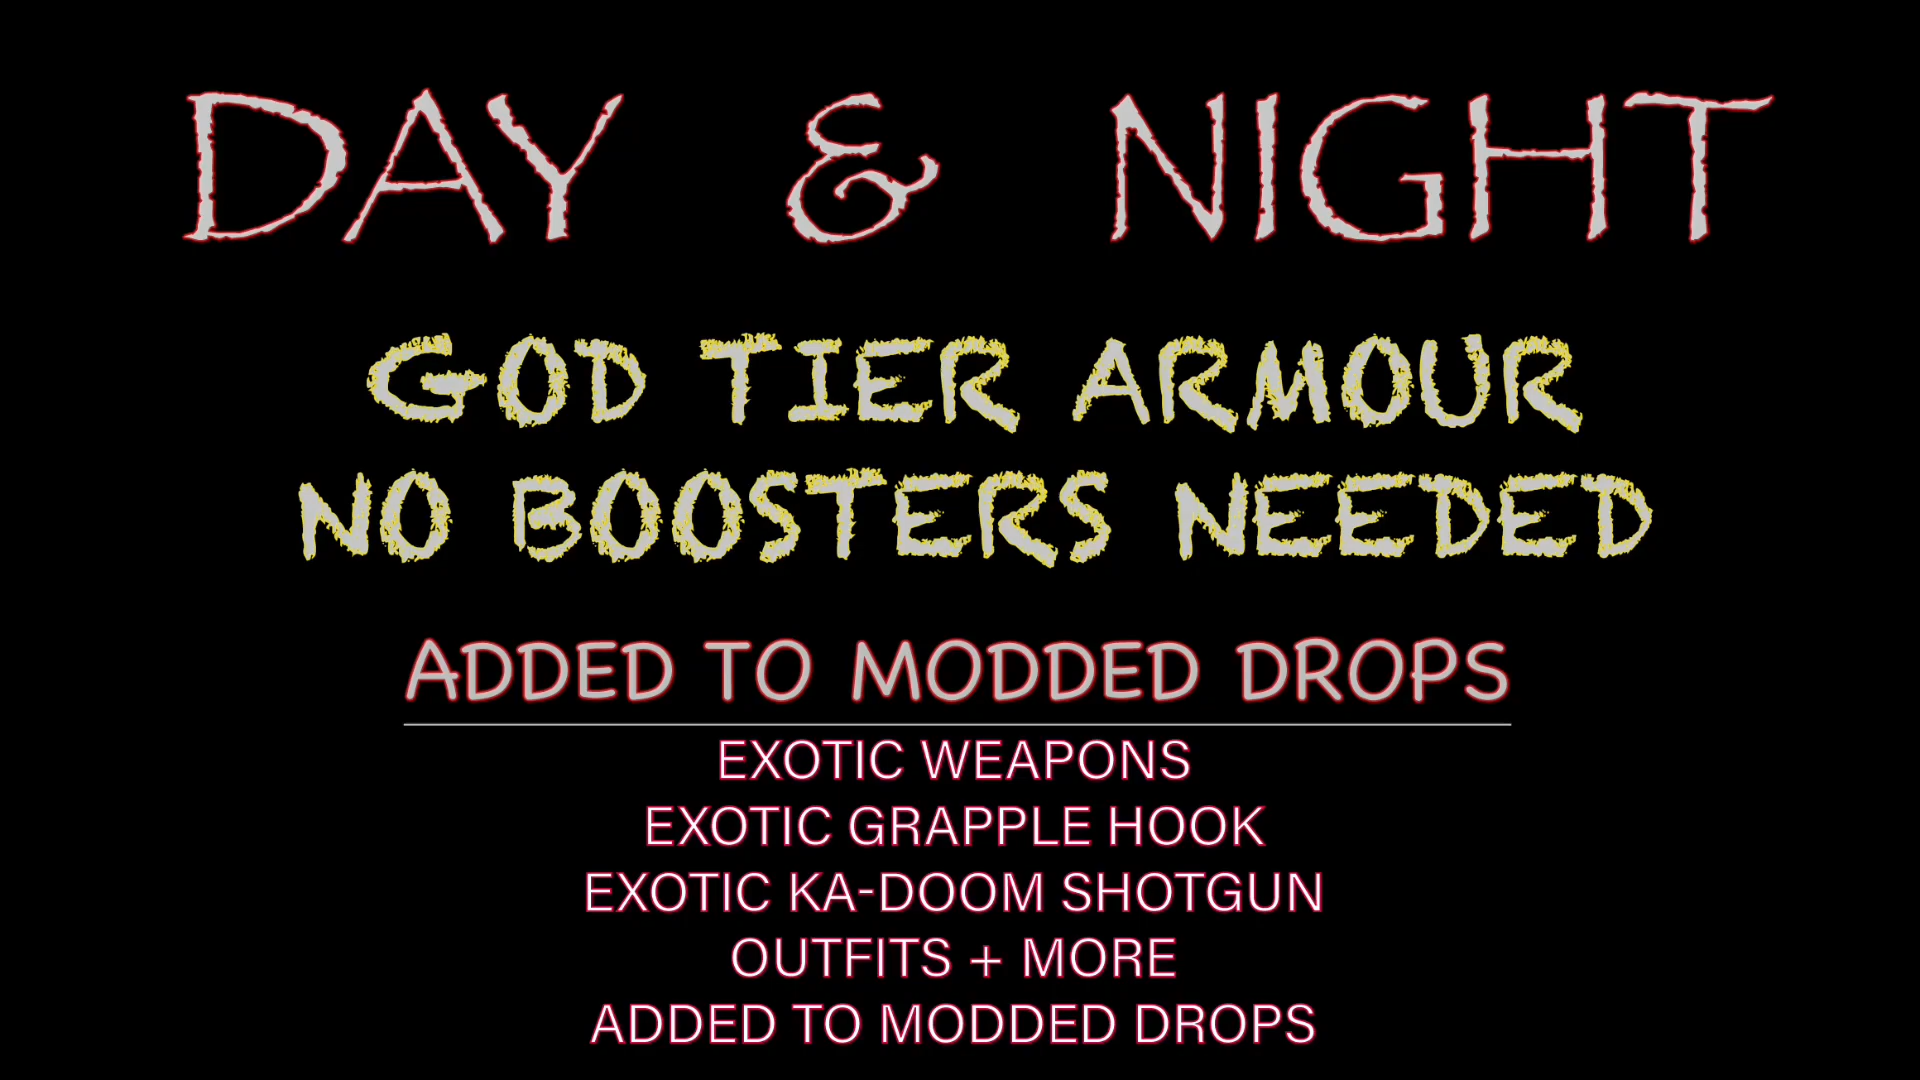 DAY & NIGHT
GOD TIER ARMOUR
NO BOOSTERS NEEDED
ADDED TO MODDED DROPS
EXOTIC WEAPONS
EXOTIC GRAPPLE HOOK
EXOTIC KA-DOOM SHOTGUN
OUTFITS + MORE
ADDED TO MODDED DROPS